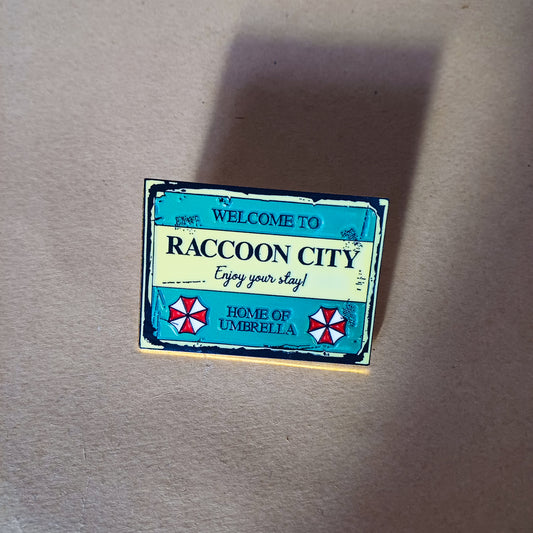 WELCOME TO
RACCOON CITY
Enjoy your stay!
HOME OF
UMBRELLA